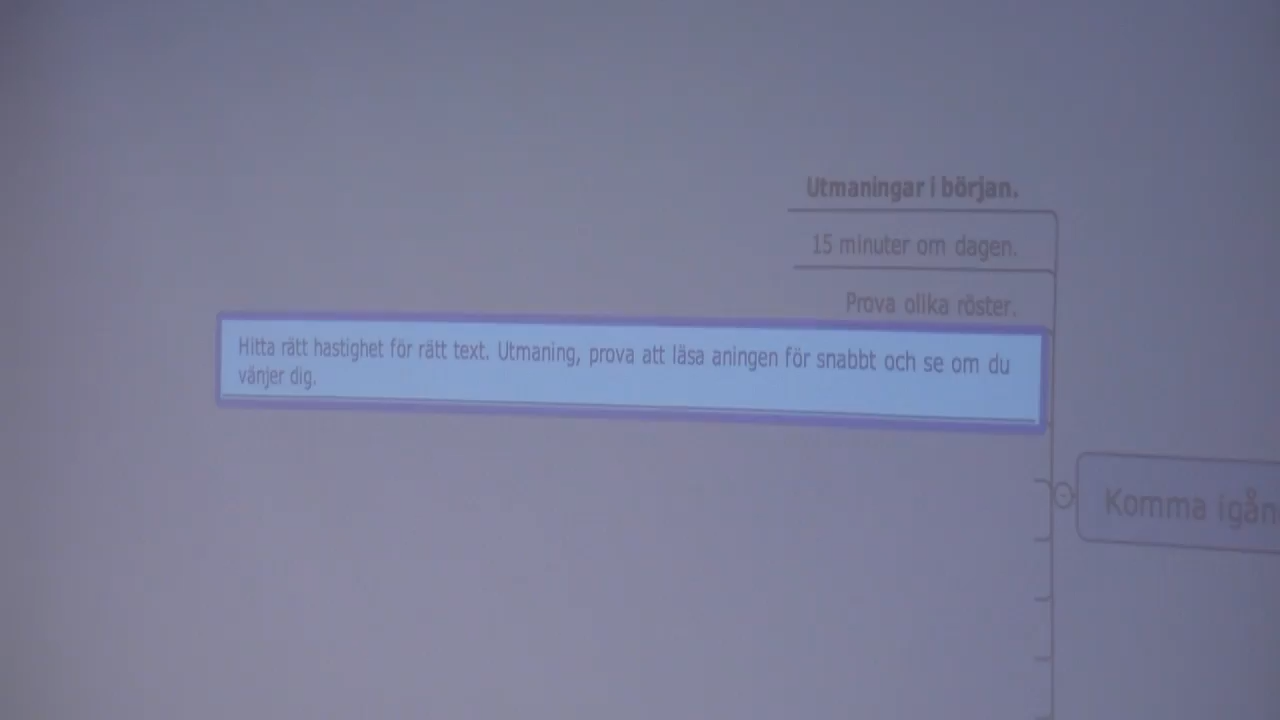 Utmaningar i början.
15 minuter om dagen.
Prova olika röster.
Hitta rätt hastighet för rätt text. Utmaning, prova att läsa aningen för snabbt och se om du
vänjer dig.
Komma igån